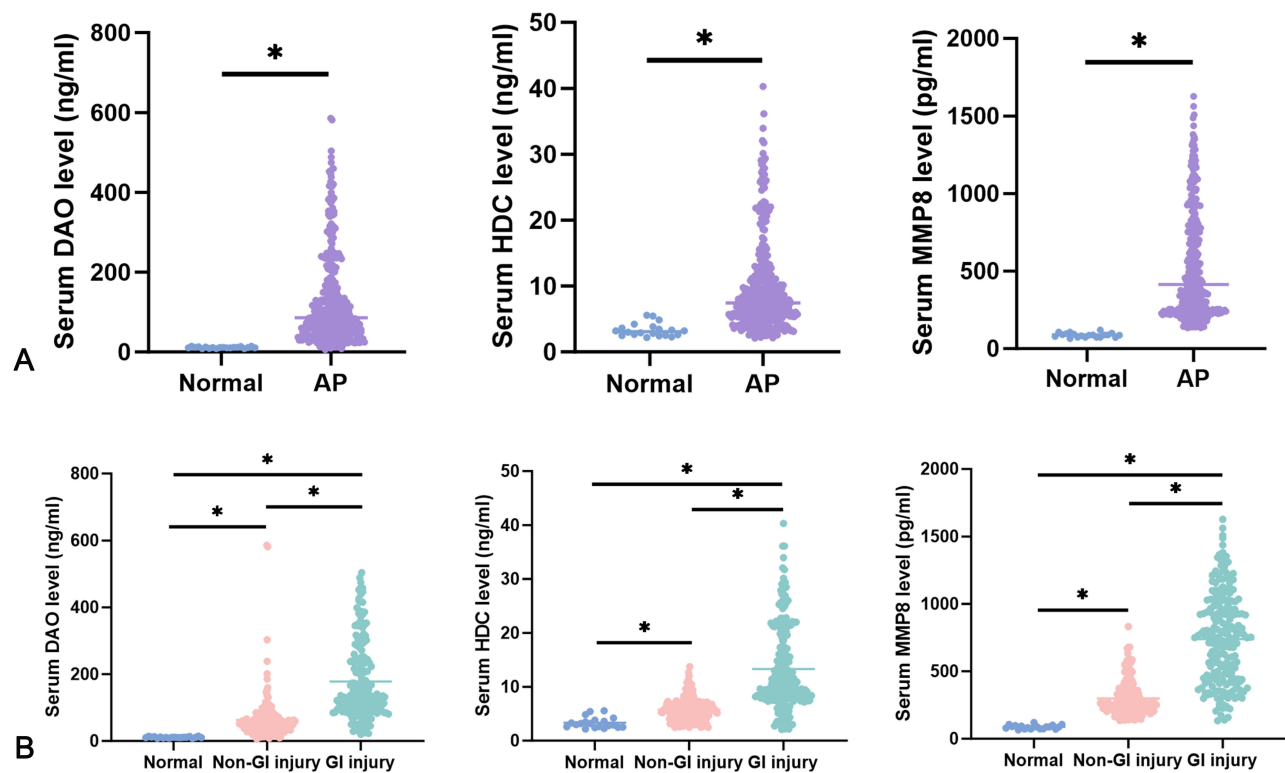 Serum DAO level (ng/ml)
800
600
400
200
0
*
Normal
AP
Serum HDC level (ng/ml)
50
40
30
20
10
0
*
Normal
AP
Serum MMP8 level (pg/ml)
2000
1500
1000
500
0
*
Normal
AP
A
Serum DAO level (ng/ml)
800
600
400
200
0
*
*
*
Normal
Non-GI injury
GI injury
Serum HDC level (ng/ml)
50
40
30
20
10
0
*
*
*
Normal
Non-GI injury
GI injury
Serum MMP8 level (pg/ml)
2000
1500
1000
500
0
*
*
*
Normal
Non-GI injury
GI injury
B